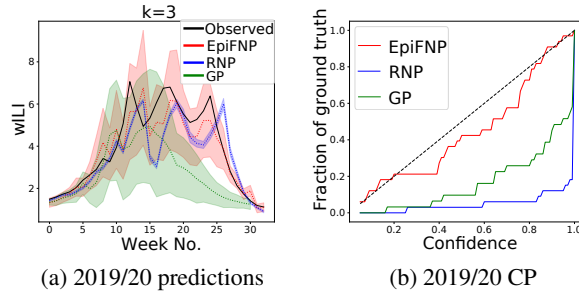 k=3
Observed
EpiFNP
RNP
GP
wILI
6
4
2
0 5 10 15 20 25 30
Week No.
(a) 2019/20 predictions
EpiFNP
RNP
GP
Fraction of ground truth
1.0
0.8
0.6
0.4
0.2
0.0
0.2 0.4 0.6 0.8 1.0
Confidence
(b) 2019/20 CP